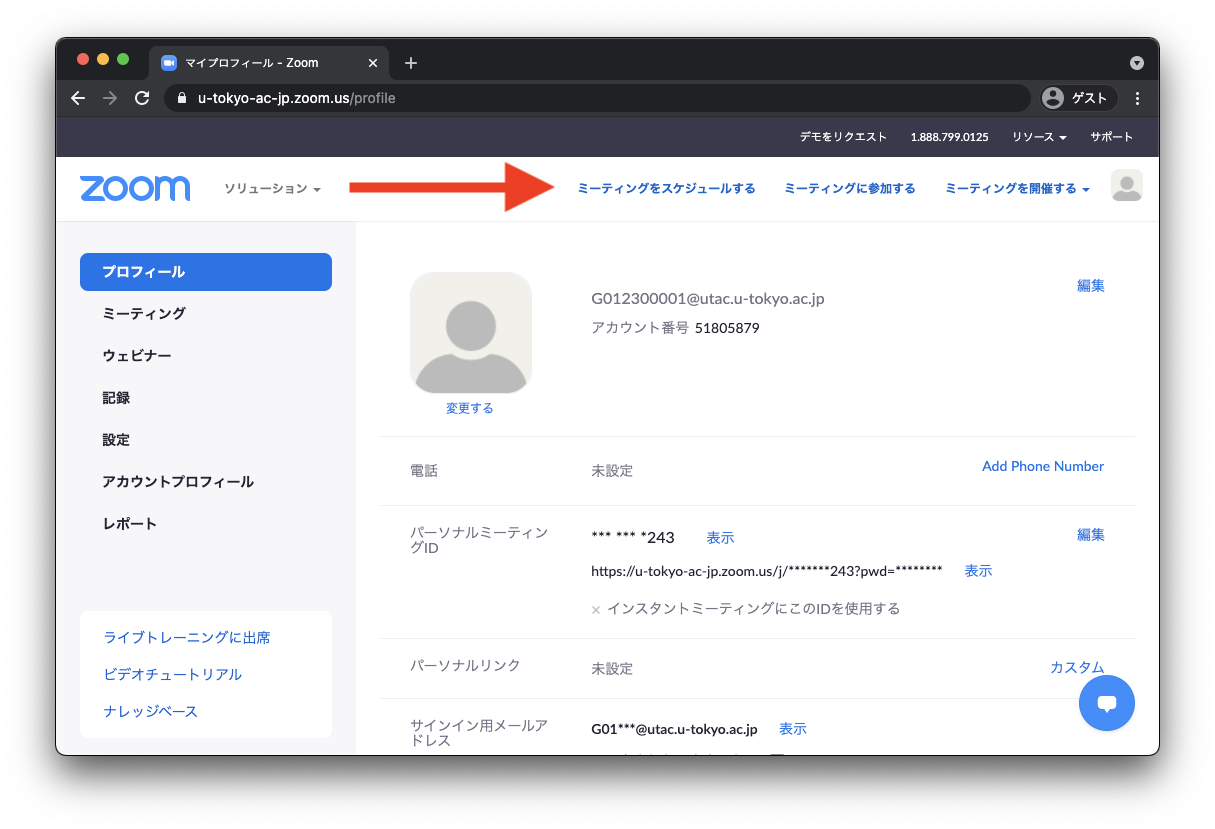 マイプロフィール - Zoom
u-tokyo-ac-jp.zoom.us/profile
ゲスト
デモをリクエスト 1.888.799.0125 リソース サポート
zoom ソリューション ミーティングをスケジュールする ミーティングに参加する ミーティングを開催する
プロフィール
ミーティング
ウェビナー
記録
設定
アカウントプロフィール
レポート
ライブトレーニングに出席
ビデオチュートリアル
ナレッジベース
G012300001@utac.u-tokyo.ac.jp 編集
アカウント番号 51805879
変更する
電話 未設定 Add Phone Number
パーソナルミーティン
グID
*** *** *243 表示 編集
https://u-tokyo-ac-jp.zoom.us/j/*******243?pwd=******** 表示
× インスタントミーティングにこのIDを使用する
パーソナルリンク 未設定 カスタム
サインイン用メールア
ドレス
G01***@utac.u-tokyo.ac.jp 表示